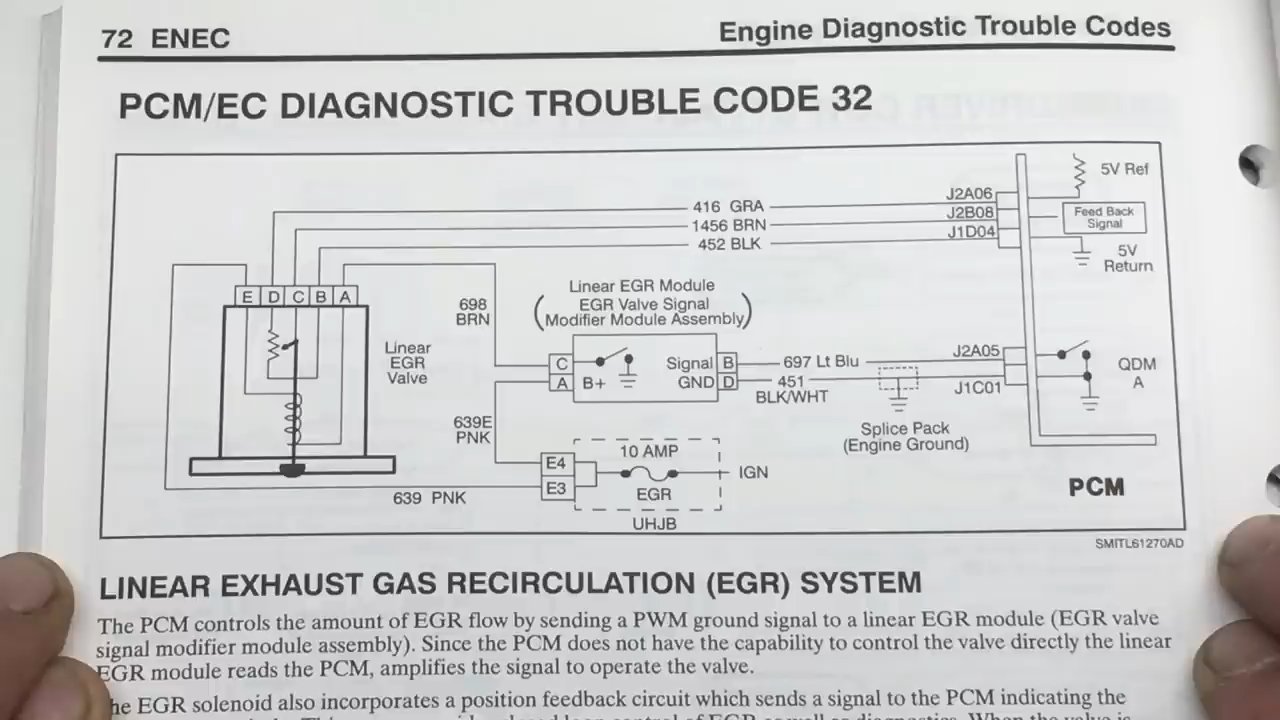 72 ENEC
Engine Diagnostic Trouble Codes
PCM/EC DIAGNOSTIC TROUBLE CODE 32
5V Ref
J2A06
416 GRA
J2B08
Feed Back
Signal
1456 BRN
J1D04
452 BLK
5V
Return
E D C B A
Linear EGR Module
EGR Valve Signal
Modifier Module Assembly
698
BRN
Linear
EGR
Valve
C
A
B+
Signal
GND
B
D
697 Lt Blu
451
BLK/WHT
J2A05
J1C01
QDM
A
639E
PNK
Splice Pack
(Engine Ground)
10 AMP
E4
E3
IGN
EGR
639 PNK
UHJB
PCM
SMITL61270AD
LINEAR EXHAUST GAS RECIRCULATION (EGR) SYSTEM
The PCM controls the amount of EGR flow by sending a PWM ground signal to a linear EGR module (EGR valve
signal modifier module assembly). Since the PCM does not have the capability to control the valve directly the linear
EGR module reads the PCM, amplifies the signal to operate the valve.
he EGR solenoid also incorporates a position feedback circuit which sends a signal to the PCM indicating the